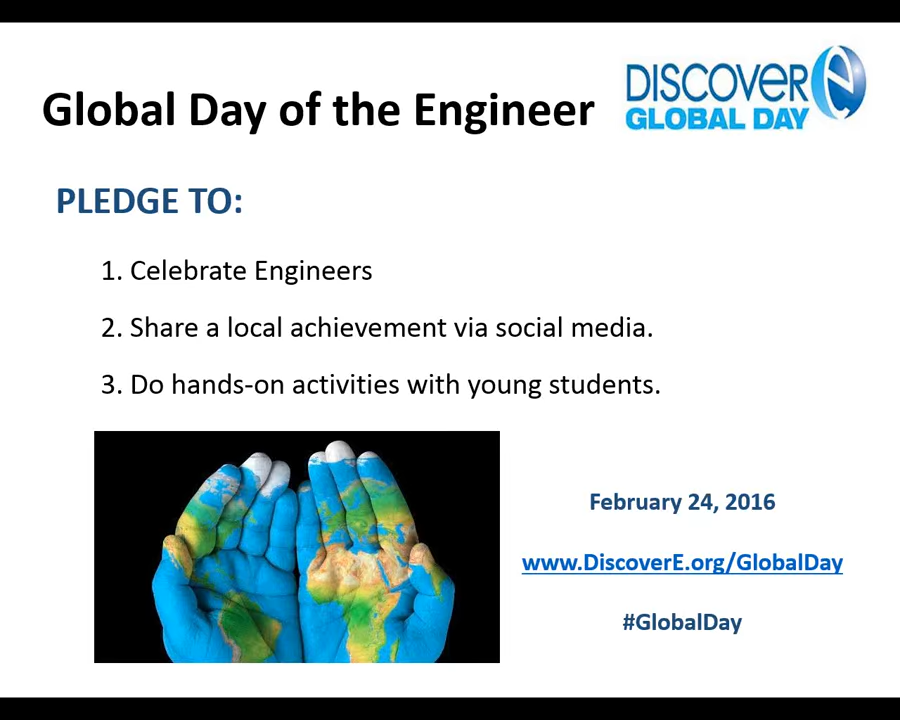 Global Day of the Engineer
DISCOVER e
GLOBAL DAY
PLEDGE TO:
1. Celebrate Engineers
2. Share a local achievement via social media.
3. Do hands-on activities with young students.
February 24, 2016
www.DiscoverE.org/GlobalDay
#GlobalDay